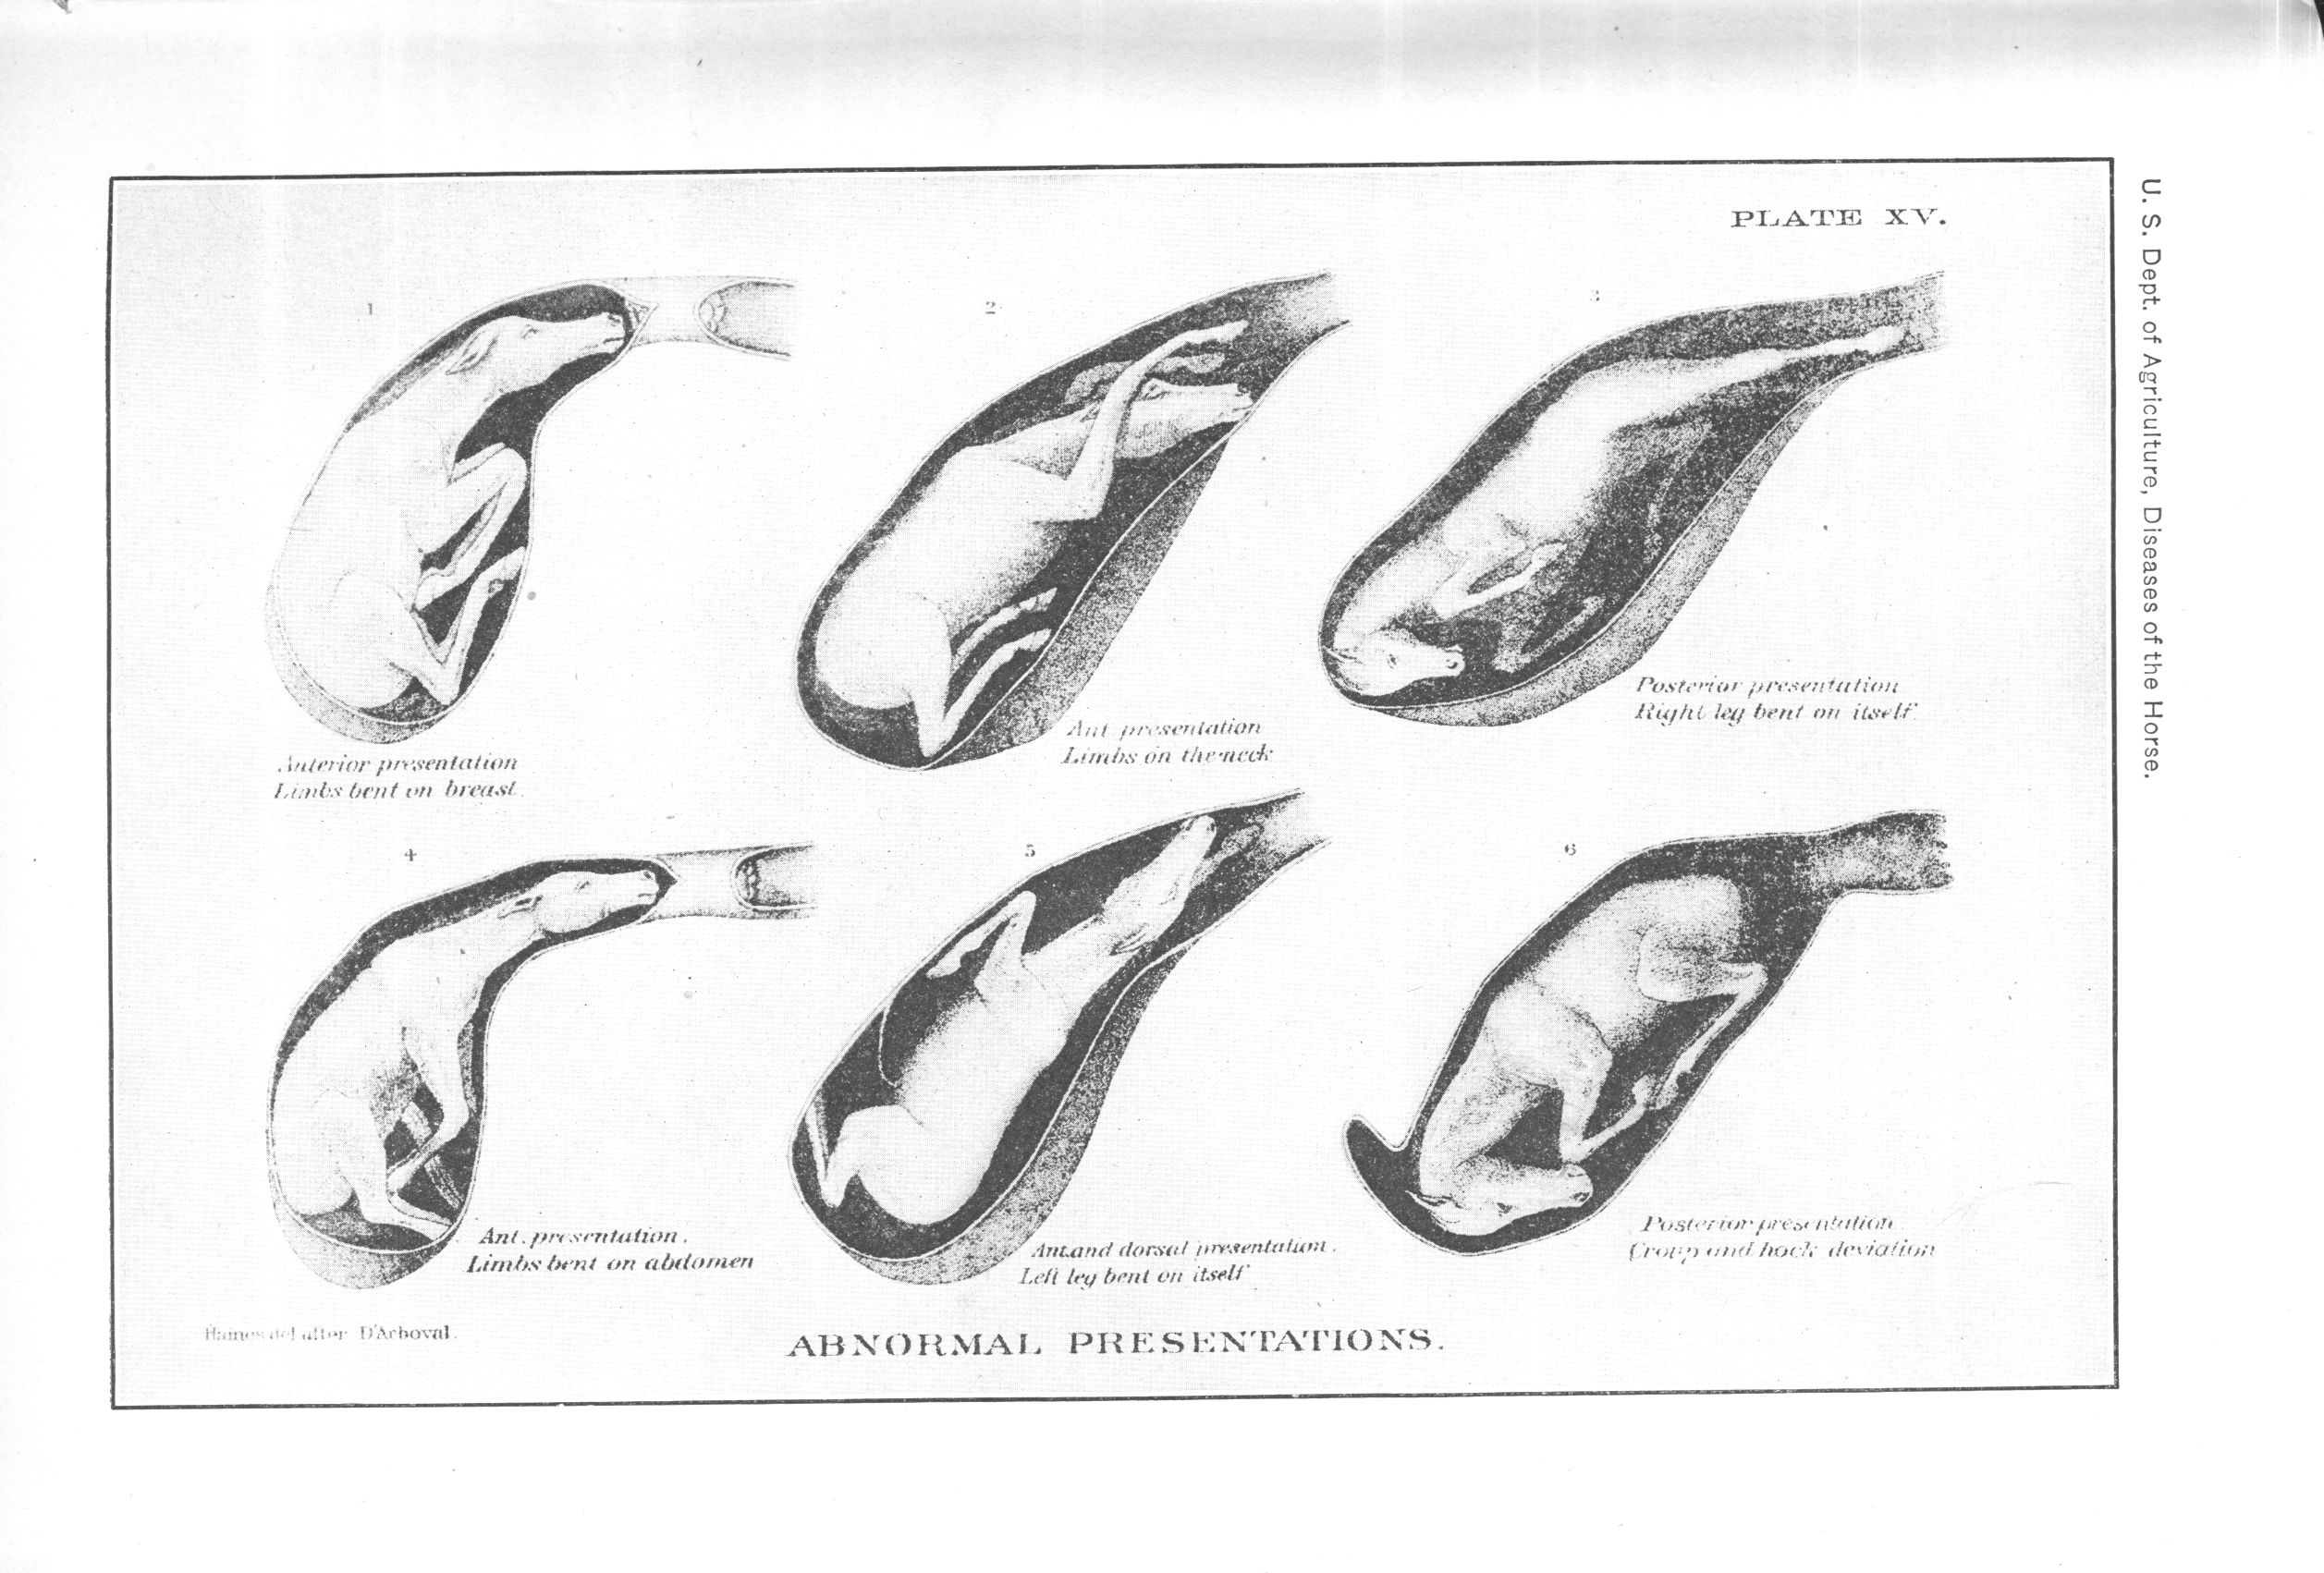 PLATE XV.
U. S. Dept. of Agriculture, Diseases of the Horse.
1
2
3
Anterior presentation
Limbs bent on breast.
Ant. presentation
Limbs on the neck
Posterior presentation
Right leg bent on itself.
4
5
6
Ant. presentation.
Limbs bent on abdomen
Ant. and dorsal presentation.
Left leg bent on itself
Posterior presentation
Croup and hock deviation
Haines del after D'Arboval.
ABNORMAL PRESENTATIONS.